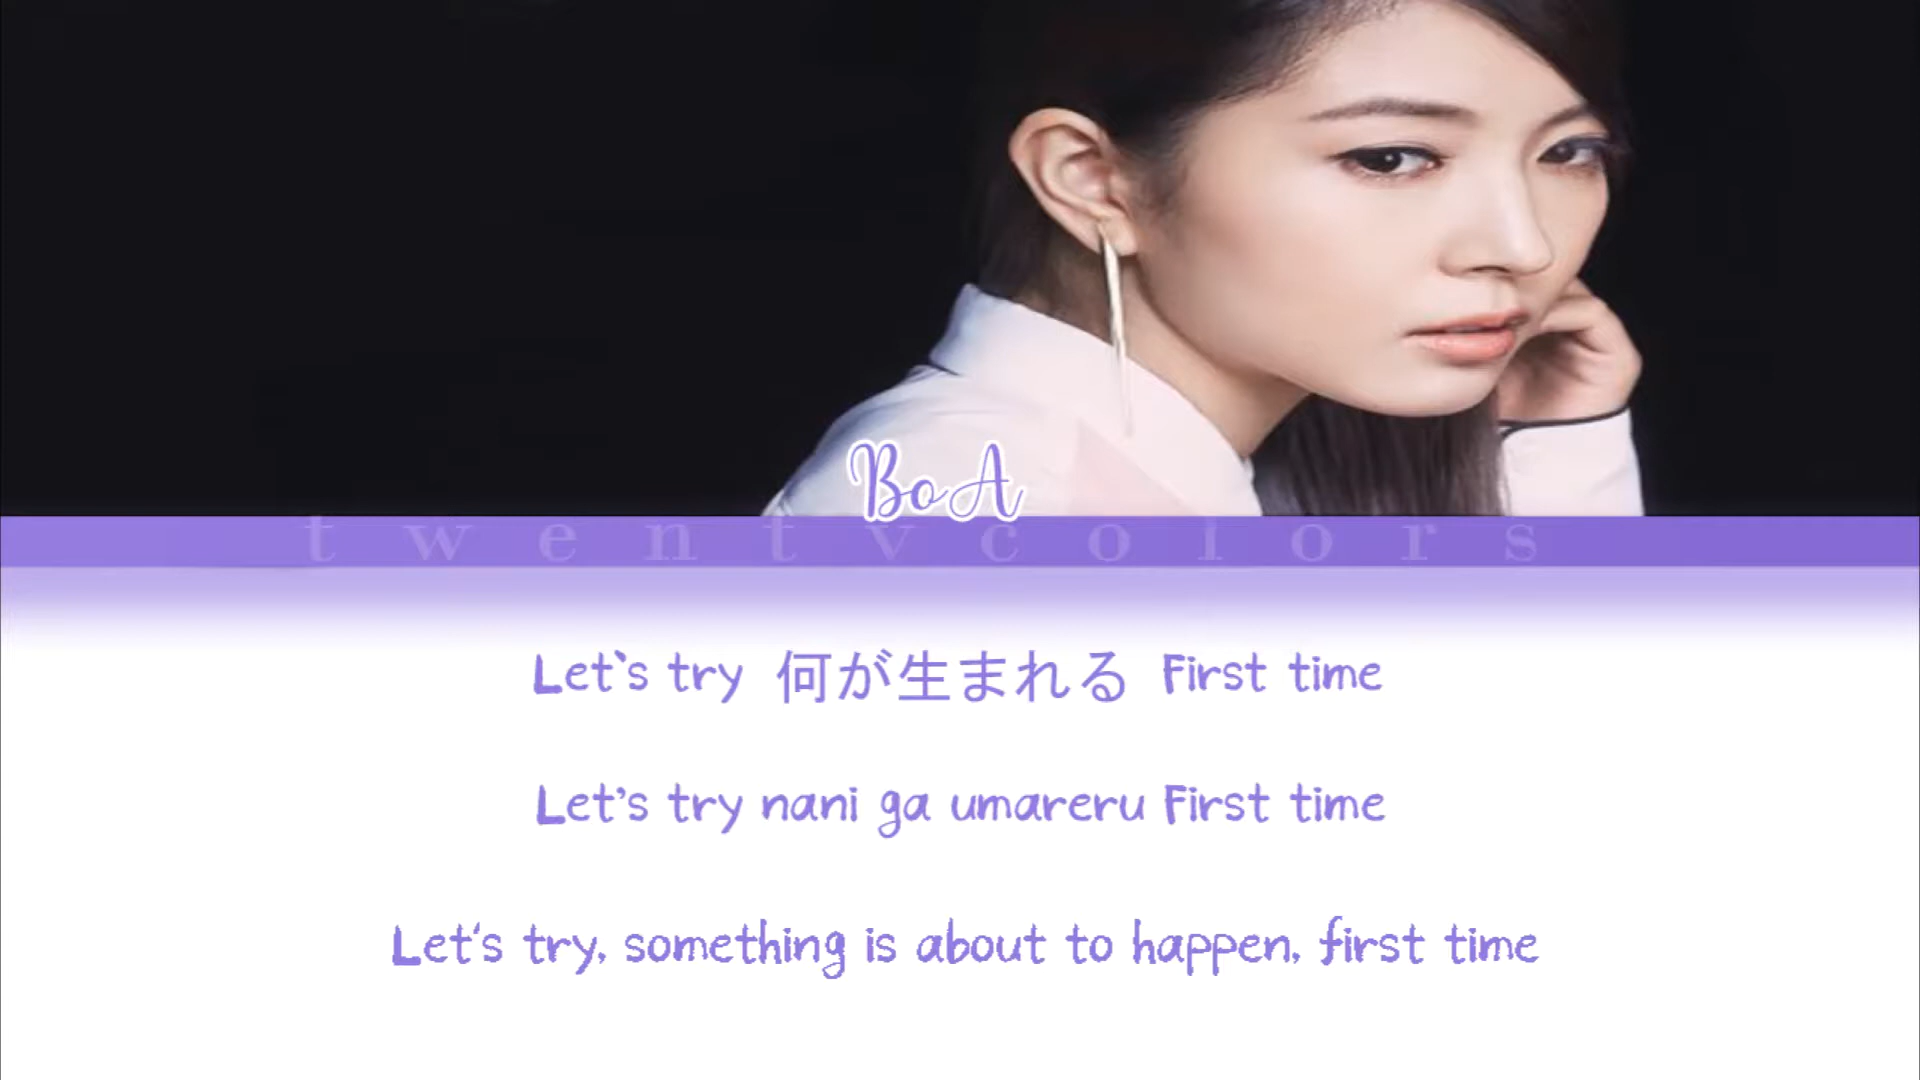 BoA
twentycolors
Let`s try 何が生まれる First time
Let's try nani ga umareru First time
Let's try, something is about to happen, first time